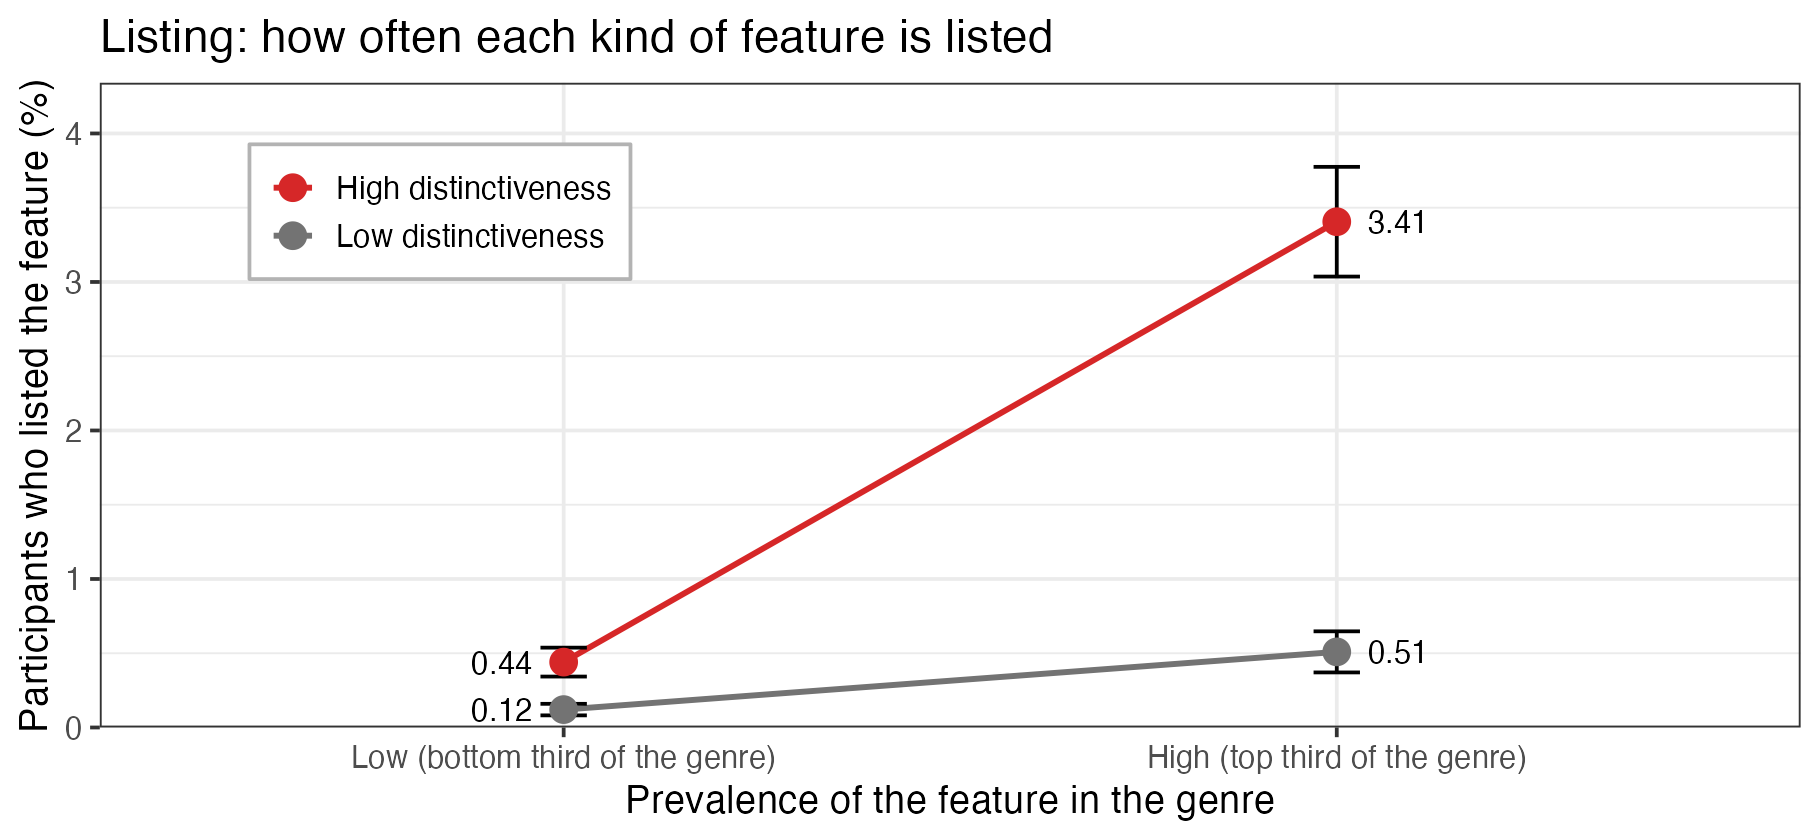 Listing: how often each kind of feature is listed
Participants who listed the feature (%)
4
3
2
1
0
High distinctiveness
Low distinctiveness
3.41
0.44
0.51
0.12
Low (bottom third of the genre)
High (top third of the genre)
Prevalence of the feature in the genre